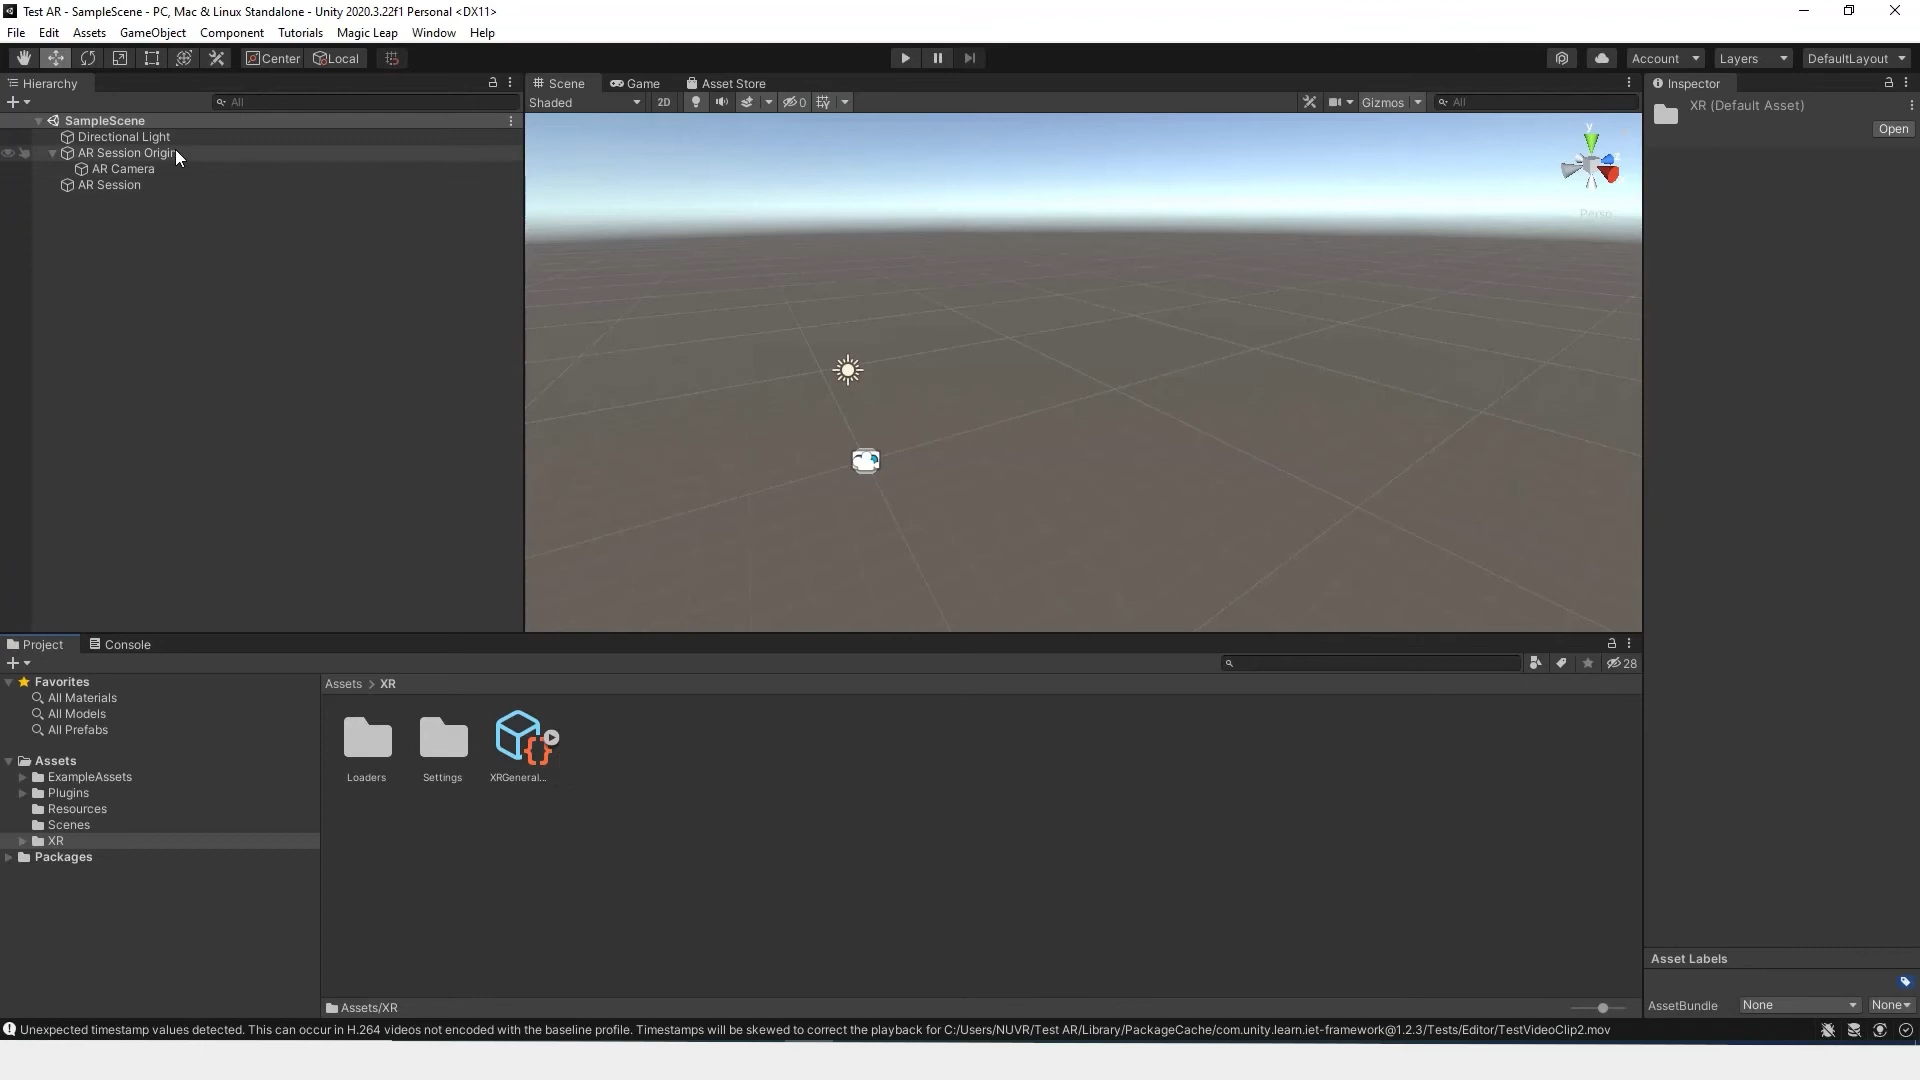 Test AR - SampleScene - PC, Mac & Linux Standalone - Unity 2020.3.22f1 Personal <DX11>
File Edit Assets GameObject Component Tutorials Magic Leap Window Help
Center Local Account Layers DefaultLayout
Hierarchy
All
SampleScene
Directional Light
AR Session Origin
AR Camera
AR Session
Scene Game Asset Store
Shaded 2D 0 Gizmos All
y
z
Persp
Inspector
XR (Default Asset)
Open
Project Console
28
Favorites
All Materials
All Models
All Prefabs
Assets
ExampleAssets
Plugins
Resources
Scenes
XR
Packages
Assets > XR
Loaders Settings XRGeneral...
Assets/XR
Asset Labels
AssetBundle None None
Unexpected timestamp values detected. This can occur in H.264 videos not encoded with the baseline profile. Timestamps will be skewed to correct the playback for C:/Users/NUVR/Test AR/Library/PackageCache/com.unity.learn.iet-framework@1.2.3/Tests/Editor/TestVideoClip2.mov